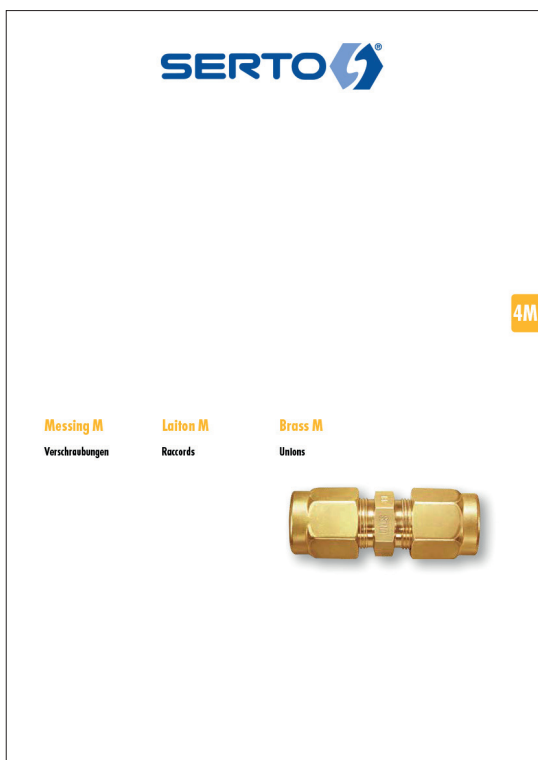 SERTO®
4M
Messing M
Laiton M
Brass M
Verschraubungen
Raccords
Unions